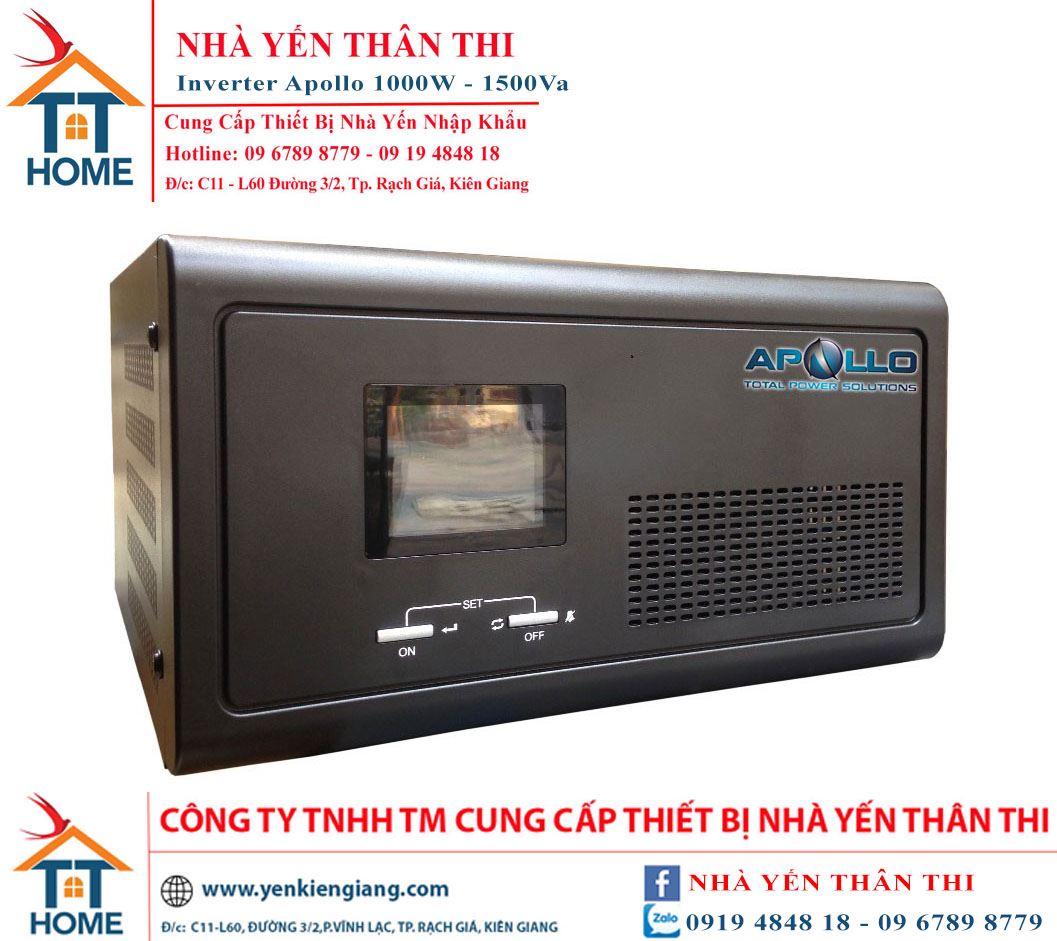 NHÀ YẾN THÂN THI
Inverter Apollo 1000W - 1500Va
Cung Cấp Thiết Bị Nhà Yến Nhập Khẩu
Hotline: 09 6789 8779 - 09 19 4848 18
Đ/c: C11 - L60 Đường 3/2, Tp. Rạch Giá, Kiên Giang
TT
HOME
APOLLO
TOTAL POWER SOLUTIONS
SET
ON
OFF
CÔNG TY TNHH TM CUNG CẤP THIẾT BỊ NHÀ YẾN THÂN THI
TT
HOME
www.yenkiengiang.com
NHÀ YẾN THÂN THI
Đ/c: C11-L60, ĐƯỜNG 3/2,P.VĨNH LẠC, TP. RẠCH GIÁ, KIÊN GIANG
Zalo
0919 4848 18 - 09 6789 8779